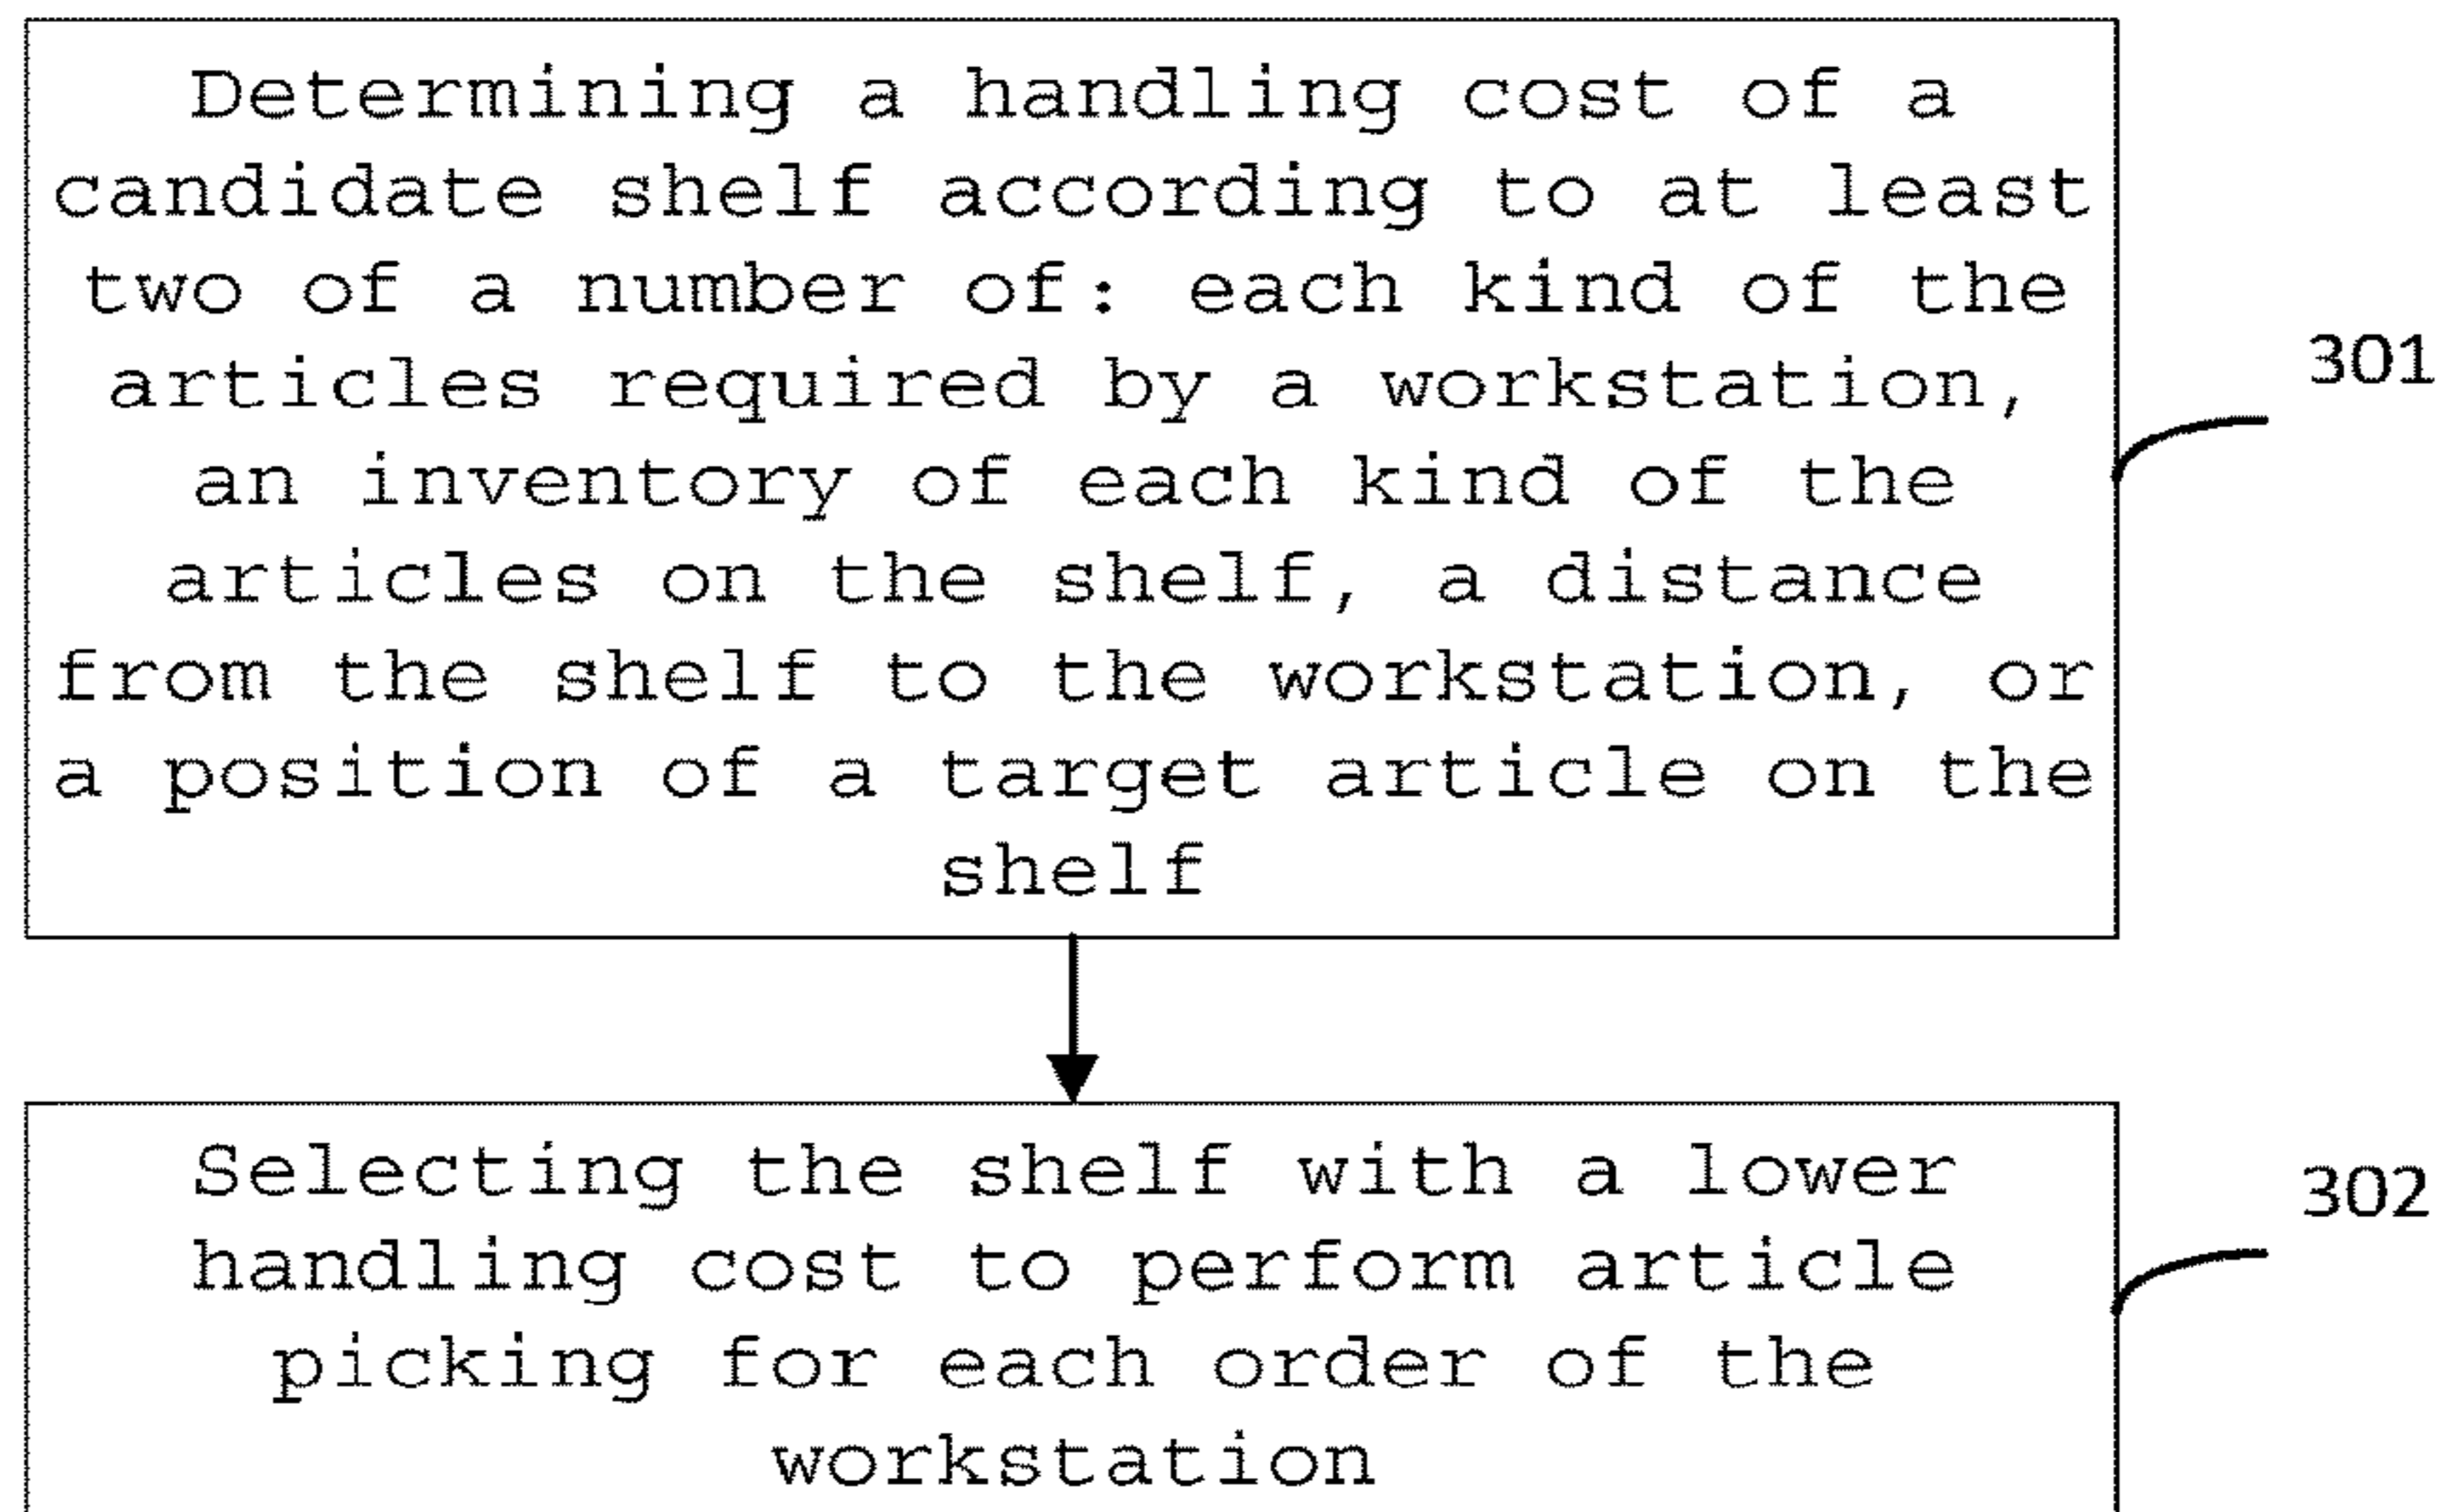 Determining a handling cost of a
candidate shelf according to at least
two of a number of: each kind of the
articles required by a workstation,
an inventory of each kind of the
articles on the shelf, a distance
from the shelf to the workstation, or
a position of a target article on the
shelf
301
Selecting the shelf with a lower
handling cost to perform article
picking for each order of the
workstation
302